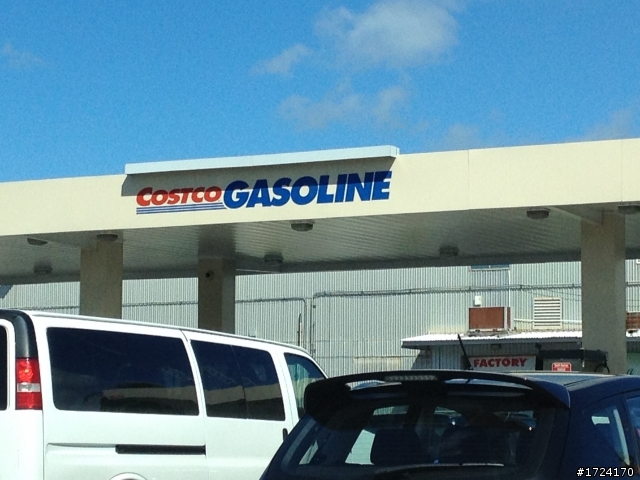 COSTCO GASOLINE
FACTORY
#1724170